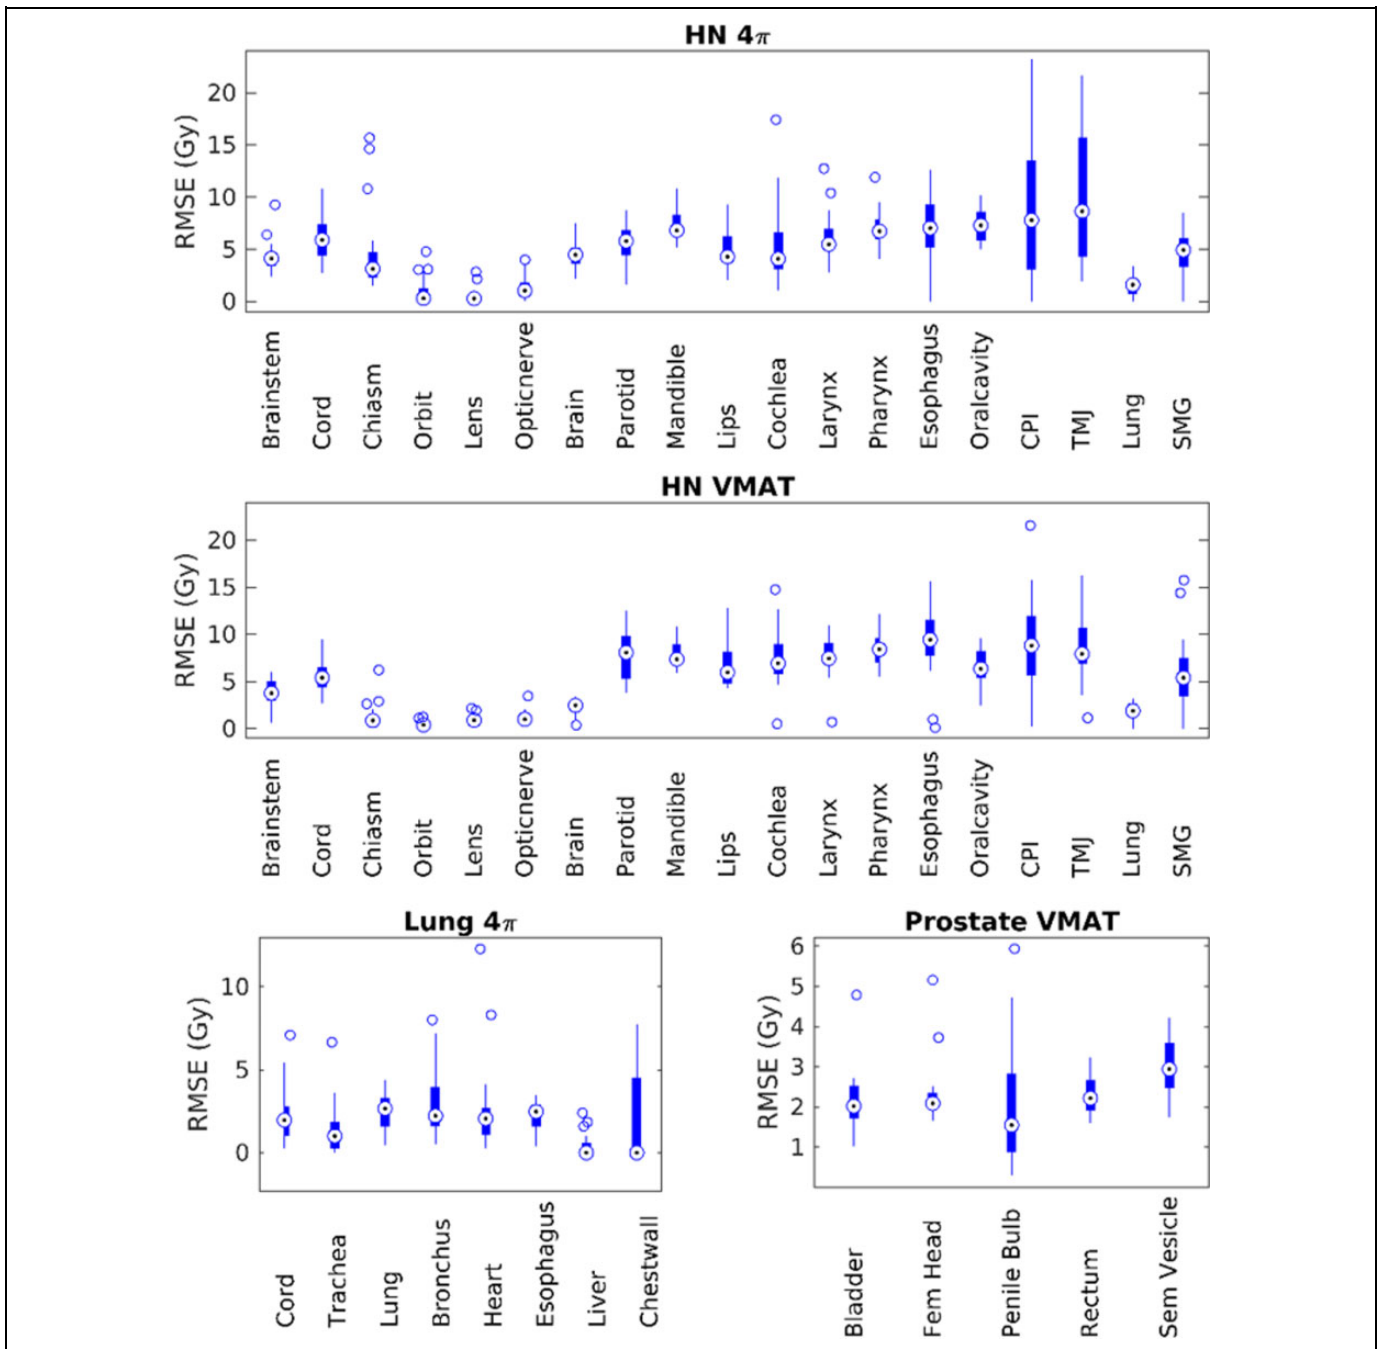 HN 4π
RMSE (Gy)
20
15
10
5
0
Brainstem
Cord
Chiasm
Orbit
Lens
Opticnerve
Brain
Parotid
Mandible
Lips
Cochlea
Larynx
Pharynx
Esophagus
Oralcavity
CPI
TMJ
Lung
SMG
HN VMAT
RMSE (Gy)
20
15
10
5
0
Brainstem
Cord
Chiasm
Orbit
Lens
Opticnerve
Brain
Parotid
Mandible
Lips
Cochlea
Larynx
Pharynx
Esophagus
Oralcavity
CPI
TMJ
Lung
SMG
Lung 4π
RMSE (Gy)
10
5
0
Cord
Trachea
Lung
Bronchus
Heart
Esophagus
Liver
Chestwall
Prostate VMAT
RMSE (Gy)
6
5
4
3
2
1
Bladder
Fem Head
Penile Bulb
Rectum
Sem Vesicle